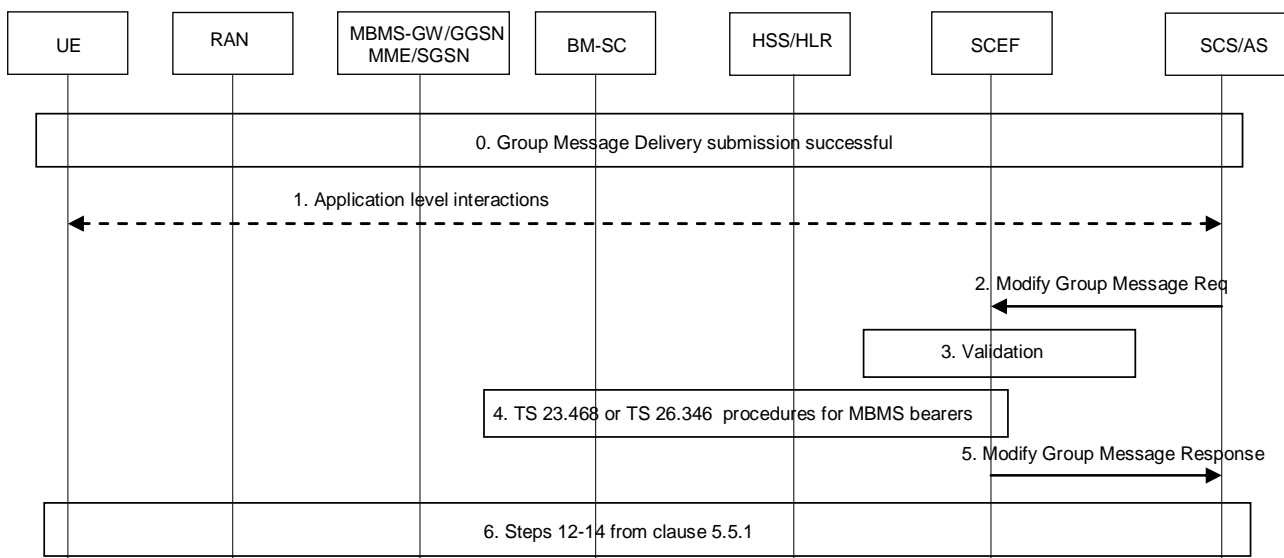 UE
RAN
MBMS-GW/GGSN
MME/SGSN
BM-SC
HSS/HLR
SCEF
SCS/AS
0. Group Message Delivery submission successful
1. Application level interactions
2. Modify Group Message Req
3. Validation
4. TS 23.468 or TS 26.346 procedures for MBMS bearers
5. Modify Group Message Response
6. Steps 12-14 from clause 5.5.1